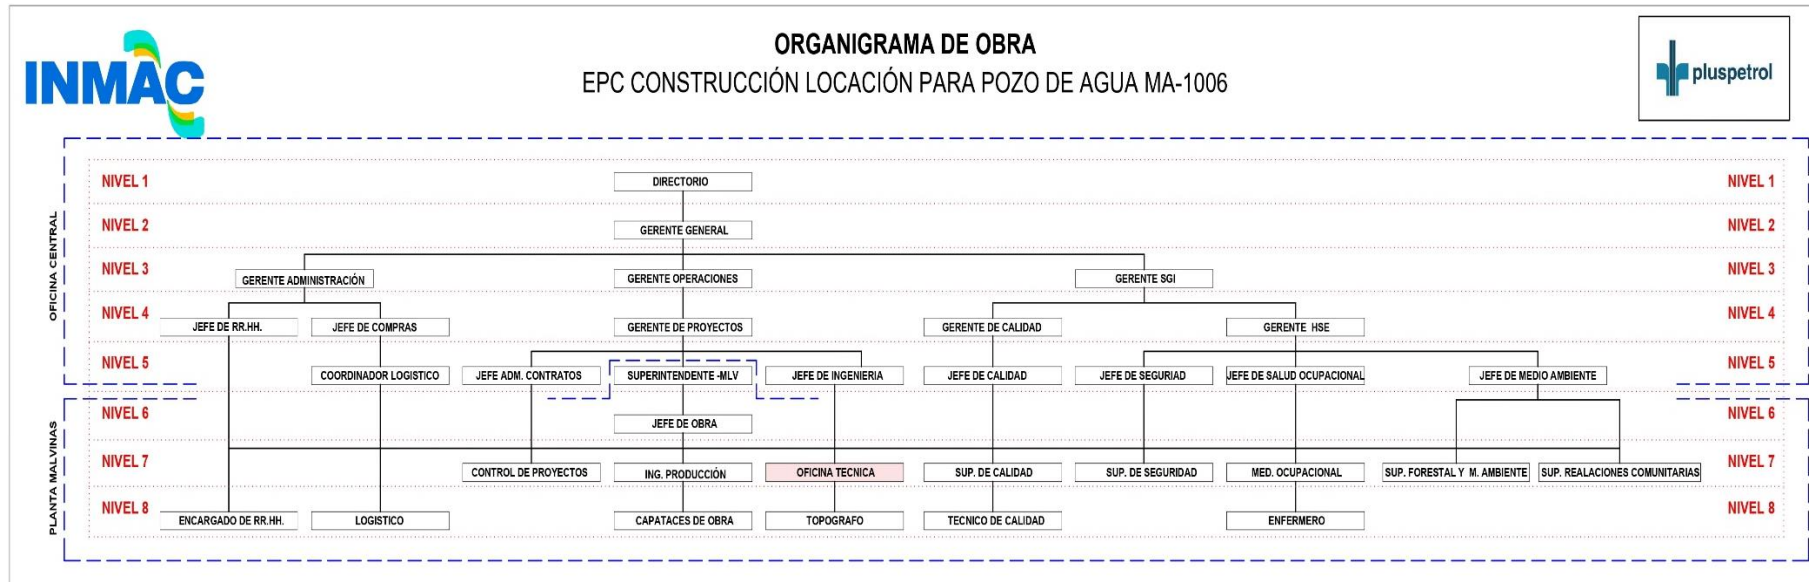 INMAC
ORGANIGRAMA DE OBRA
EPC CONSTRUCCIÓN LOCACIÓN PARA POZO DE AGUA MA-1006
pluspetrol
OFICINA CENTRAL
NIVEL 1 DIRECTORIO NIVEL 1
NIVEL 2 GERENTE GENERAL NIVEL 2
NIVEL 3 GERENTE ADMINISTRACIÓN GERENTE OPERACIONES GERENTE SGI NIVEL 3
NIVEL 4 JEFE DE RR.HH. JEFE DE COMPRAS GERENTE DE PROYECTOS GERENTE DE CALIDAD GERENTE HSE NIVEL 4
NIVEL 5 COORDINADOR LOGISTICO JEFE ADM. CONTRATOS SUPERINTENDENTE -MLV JEFE DE INGENIERIA JEFE DE CALIDAD JEFE DE SEGURIAD JEFE DE SALUD OCUPACIONAL JEFE DE MEDIO AMBIENTE NIVEL 5
PLANTA MALVINAS
NIVEL 6 JEFE DE OBRA NIVEL 6
NIVEL 7 CONTROL DE PROYECTOS ING. PRODUCCIÓN OFICINA TECNICA SUP. DE CALIDAD SUP. DE SEGURIDAD MED. OCUPACIONAL SUP. FORESTAL Y M. AMBIENTE SUP. REALACIONES COMUNITARIAS NIVEL 7
NIVEL 8 ENCARGADO DE RR.HH. LOGISTICO CAPATACES DE OBRA TOPOGRAFO TECNICO DE CALIDAD ENFERMERO NIVEL 8